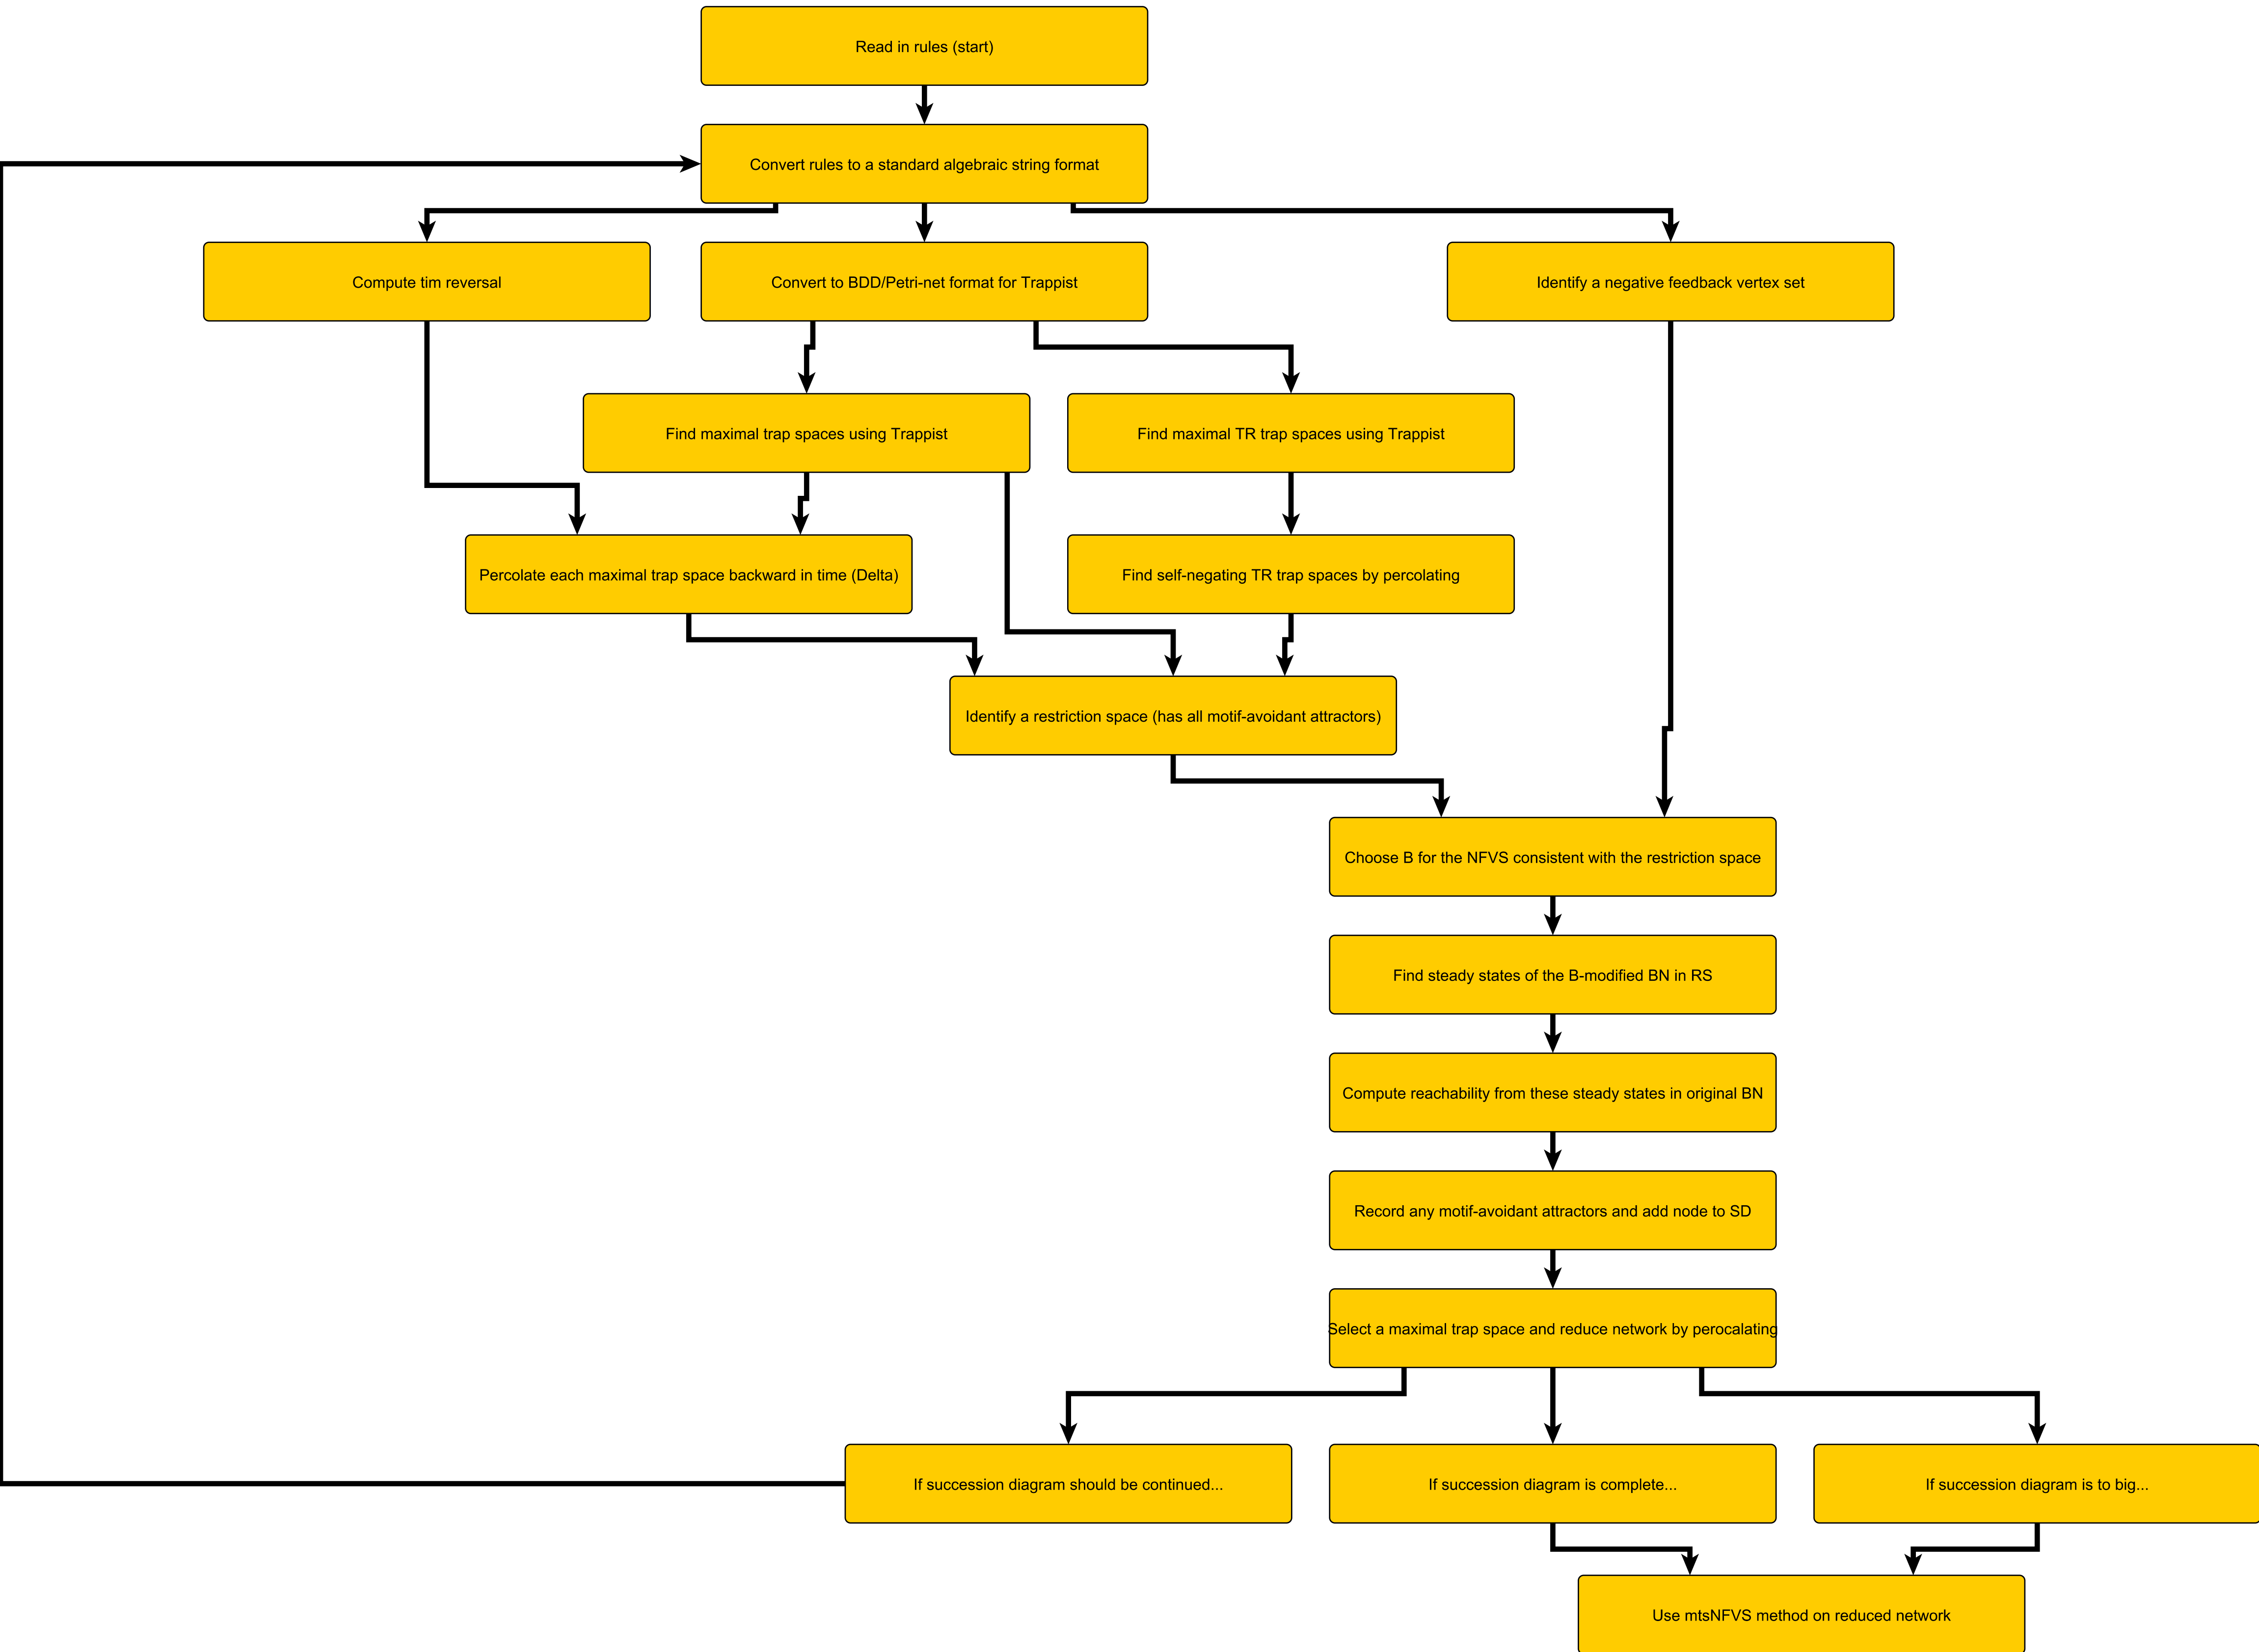 Read in rules (start)
Convert rules to a standard algebraic string format
Compute tim reversal
Convert to BDD/Petri-net format for Trappist
Identify a negative feedback vertex set
Find maximal trap spaces using Trappist
Find maximal TR trap spaces using Trappist
Percolate each maximal trap space backward in time (Delta)
Find self-negating TR trap spaces by percolating
Identify a restriction space (has all motif-avoidant attractors)
Choose B for the NFVS consistent with the restriction space
Find steady states of the B-modified BN in RS
Compute reachability from these steady states in original BN
Record any motif-avoidant attractors and add node to SD
Select a maximal trap space and reduce network by perocalating
If succession diagram should be continued...
If succession diagram is complete...
If succession diagram is to big...
Use mtsNFVS method on reduced network